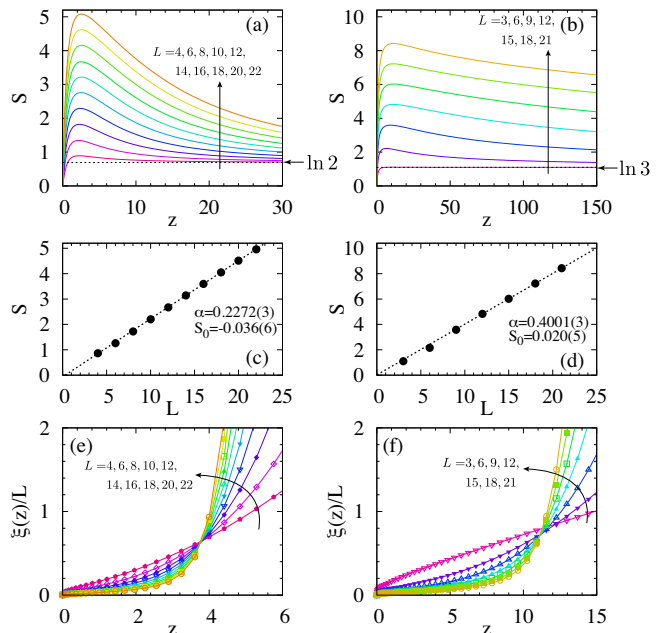 (a)
L = 4, 6, 8, 10, 12,
14, 16, 18, 20, 22
S
5
4
3
2
1
0
0 10 20 30
z
ln 2
(b)
L = 3, 6, 9, 12,
15, 18, 21
S
10
8
6
4
2
0
0 50 100 150
z
ln 3
(c)
α=0.2272(3)
S₀=-0.036(6)
S
5
4
3
2
1
0
0 5 10 15 20 25
L
(d)
α=0.4001(3)
S₀=0.020(5)
S
10
8
6
4
2
0
0 5 10 15 20 25
L
(e)
L =4, 6, 8, 10, 12,
14, 16, 18, 20, 22
ξ(z)/L
2
1
0
0 2 4 6
z
(f)
L =3, 6, 9, 12,
15, 18, 21
ξ(z)/L
2
1
0
0 5 10 15
z